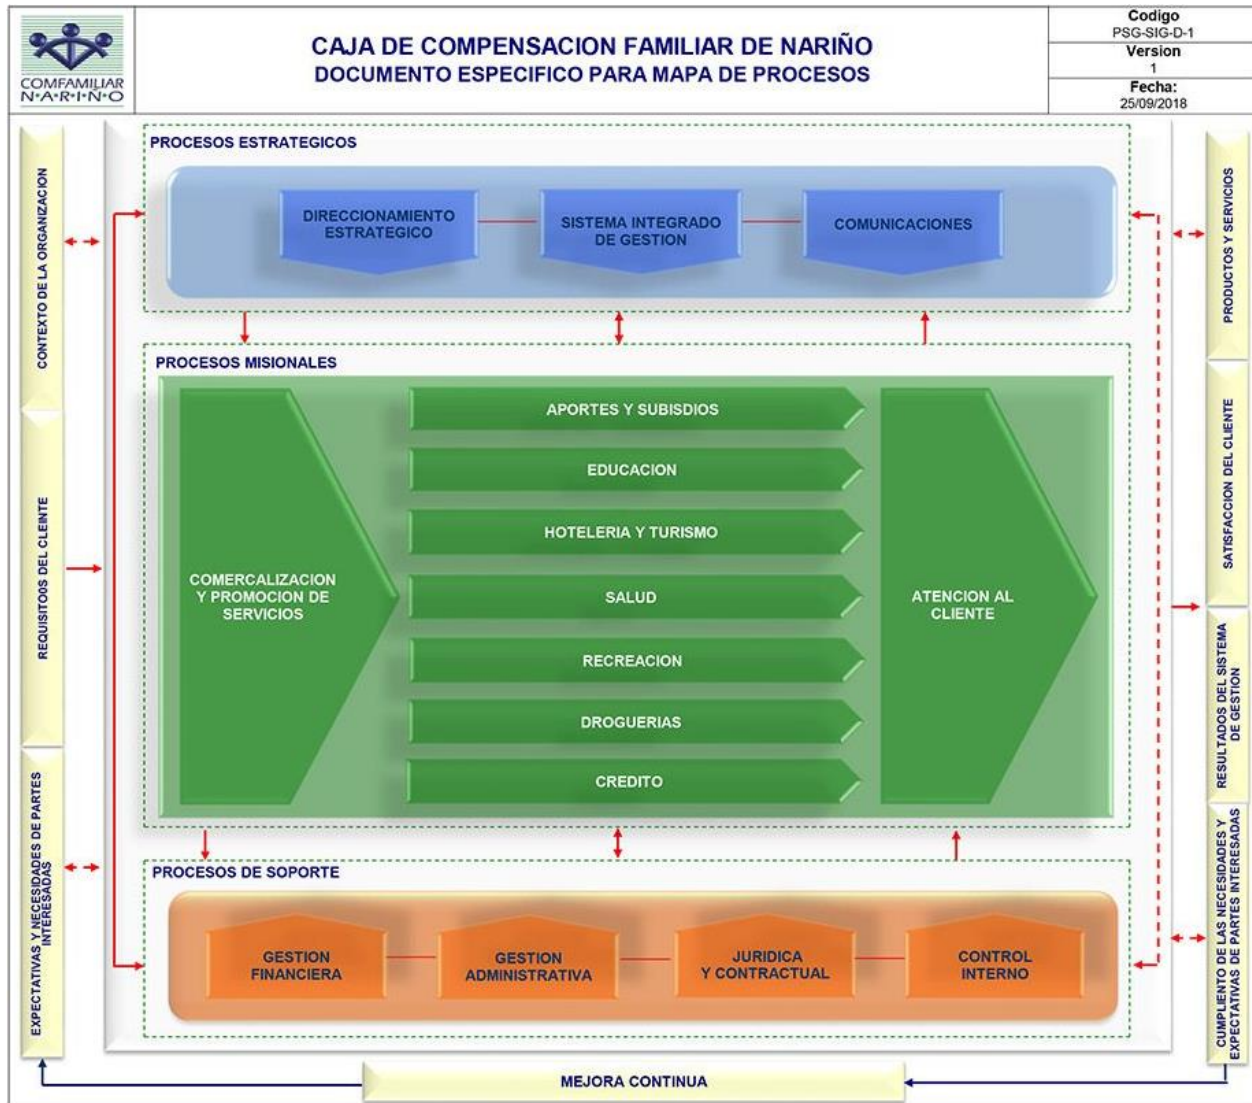 COMFAMILIAR
N•A•R•I•Ñ•O
CAJA DE COMPENSACION FAMILIAR DE NARIÑO
DOCUMENTO ESPECIFICO PARA MAPA DE PROCESOS
Codigo
PSG-SIG-D-1
Version
1
Fecha:
25/09/2018
CONTEXTO DE LA ORGANIZACION
REQUISITO0S DEL CLEINTE
EXPECTATIVAS Y NECESIDADES DE PARTES
INTERESADAS
PROCESOS ESTRATEGICOS
DIRECCIONAMIENTO
ESTRATEGICO
SISTEMA INTEGRADO
DE GESTION
COMUNICACIONES
PROCESOS MISIONALES
COMERCALIZACION
Y PROMOCION DE
SERVICIOS
APORTES Y SUBISDIOS
EDUCACION
HOTELERIA Y TURISMO
SALUD
RECREACION
DROGUERIAS
CREDITO
ATENCION AL
CLIENTE
PROCESOS DE SOPORTE
GESTION
FINANCIERA
GESTION
ADMINISTRATIVA
JURIDICA
Y CONTRACTUAL
CONTROL
INTERNO
PRODUCTOS Y SERVICIOS
SATISFACCION DEL CLIENTE
RESULTADOS DEL SISTEMA
DE GESTION
CUMPLIENTO DE LAS NECESIDADES Y
EXPECTATIVAS DE PARTES INTERESADAS
MEJORA CONTINUA